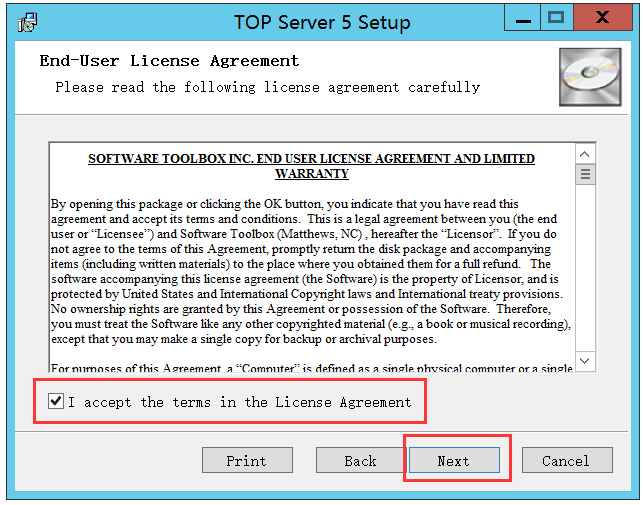 TOP Server 5 Setup
End-User License Agreement
Please read the following license agreement carefully
SOFTWARE TOOLBOX INC. END USER LICENSE AGREEMENT AND LIMITED
WARRANTY
By opening this package or clicking the OK button, you indicate that you have read this
agreement and accept its terms and conditions.  This is a legal agreement between you (the end
user or “Licensee”) and Software Toolbox (Matthews, NC) , hereafter the “Licensor”.  If you do
not agree to the terms of this Agreement, promptly return the disk package and accompanying
items (including written materials) to the place where you obtained them for a full refund.   The
software accompanying this license agreement (the Software) is the property of Licensor, and is
protected by United States and International Copyright laws and International treaty provisions.
No ownership rights are granted by this Agreement or possession of the Software.  Therefore,
you must treat the Software like any other copyrighted material (e.g., a book or musical recording),
except that you may make a single copy for backup or archival purposes.
For purposes of this Agreement, a “Computer” is defined as a single physical computer or a single
I accept the terms in the License Agreement
Print
Back
Next
Cancel